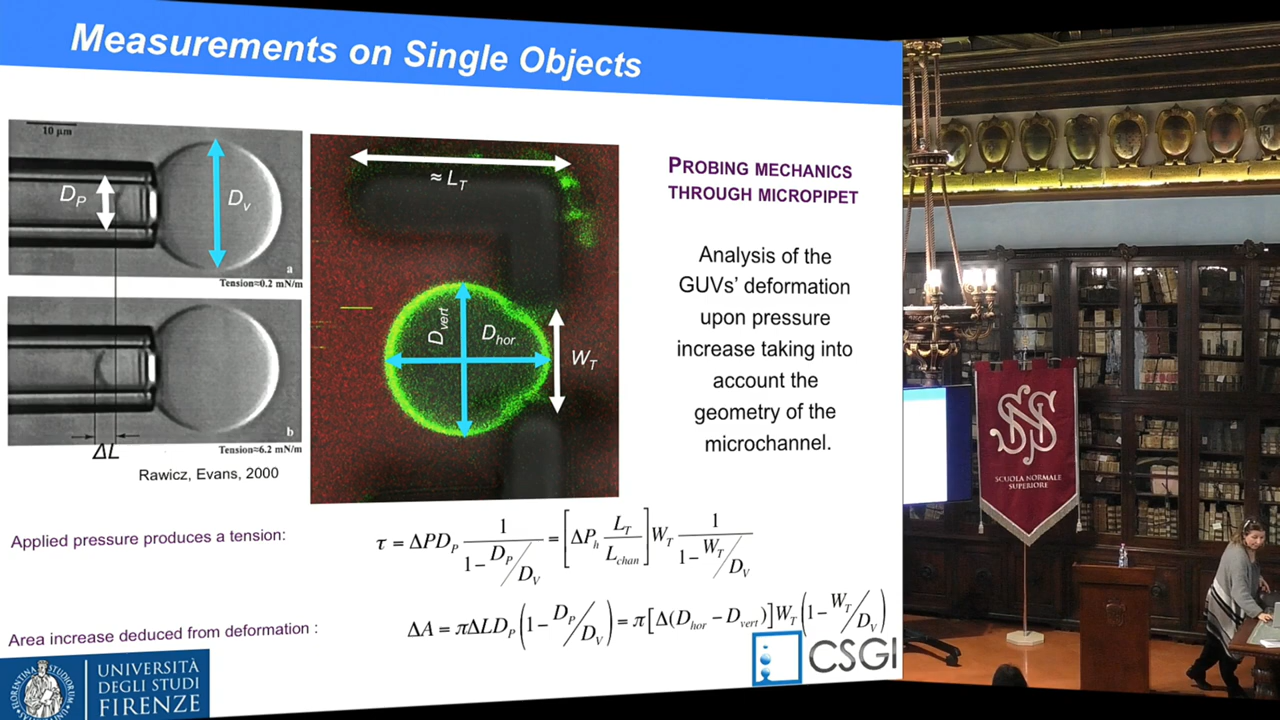 Measurements on Single Objects
10 µm
D_P
D_v
a
Tension≈0.2 mN/m
b
Tension≈6.2 mN/m
ΔL
Rawicz, Evans, 2000
≈ L_T
D_vert
D_hor
W_T
PROBING MECHANICS
THROUGH MICROPIPET
Analysis of the
GUVs' deformation
upon pressure
increase taking into
account the
geometry of the
microchannel.
Applied pressure produces a tension:
τ = ΔPD_P 1/(1−D_P/D_V) = [ΔP_h L_T/L_chan] W_T 1/(1−W_T/D_V)
Area increase deduced from deformation :
ΔA = πΔLD_P(1−D_P/D_V) = π[Δ(D_hor − D_vert)]W_T(1−W_T/D_V)
UNIVERSITÀ
DEGLI STUDI
FIRENZE
CSGI
SNS
SCUOLA NORMALE
SUPERIORE